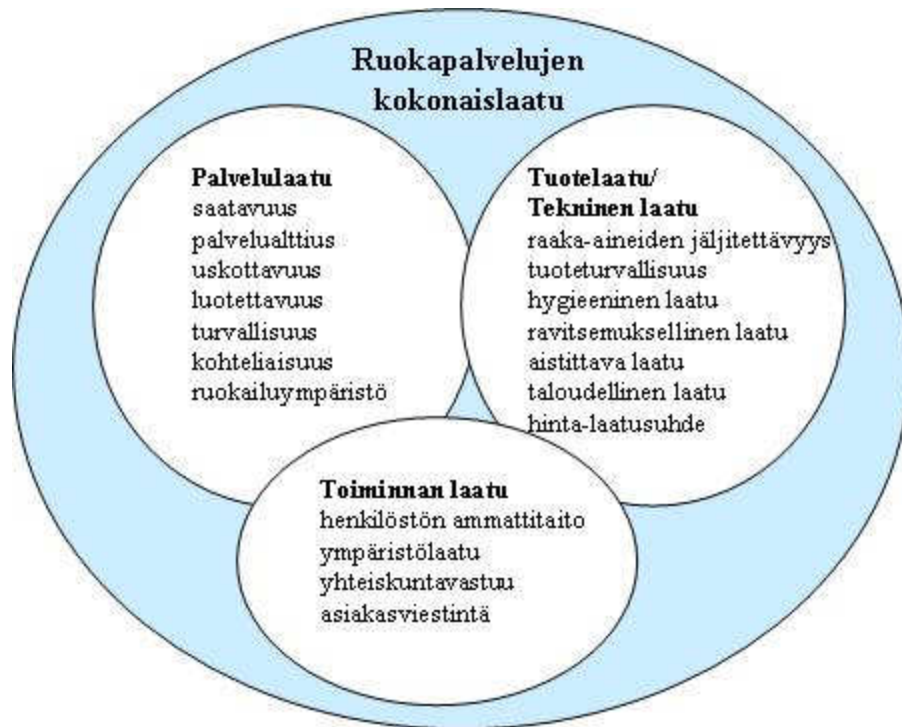 Ruokapalvelujen
kokonaislaatu
Palvelulaatu
saatavuus
palvelualttius
uskottavuus
luotettavuus
turvallisuus
kohteliaisuus
ruokailuympäristö
Tuotelaatu/
Tekninen laatu
raaka-aineiden jäljitettävyys
tuoteturvallisuus
hygieeninen laatu
ravitsemuksellinen laatu
aistittava laatu
taloudellinen laatu
hinta-laatusuhde
Toiminnan laatu
henkilöstön ammattitaito
ympäristölaatu
yhteiskuntavastuu
asiakasviestintä